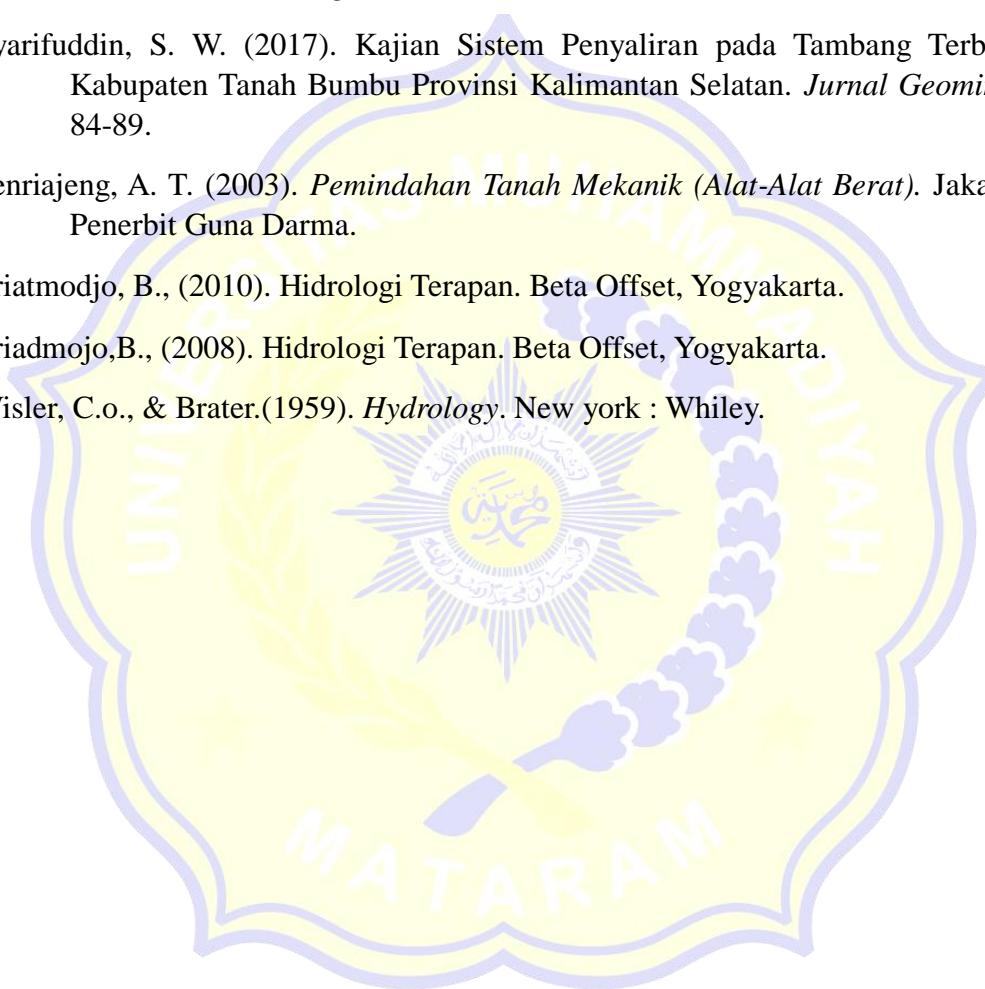 yarifuddin, S. W. (2017). Kajian Sistem Penyaliran pada Tambang Terb
Kabupaten Tanah Bumbu Provinsi Kalimantan Selatan. Jurnal Geomi
84-89.
enriajeng, A. T. (2003). Pemindahan Tanah Mekanik (Alat-Alat Berat). Jaka
Penerbit Guna Darma.
riatmodjo, B., (2010). Hidrologi Terapan. Beta Offset, Yogyakarta.
riadmojo,B., (2008). Hidrologi Terapan. Beta Offset, Yogyakarta.
isler, C.o., & Brater.(1959). Hydrology. New york : Whiley.
UNIVERSITAS MUHAMMADIYAH
MATARAM